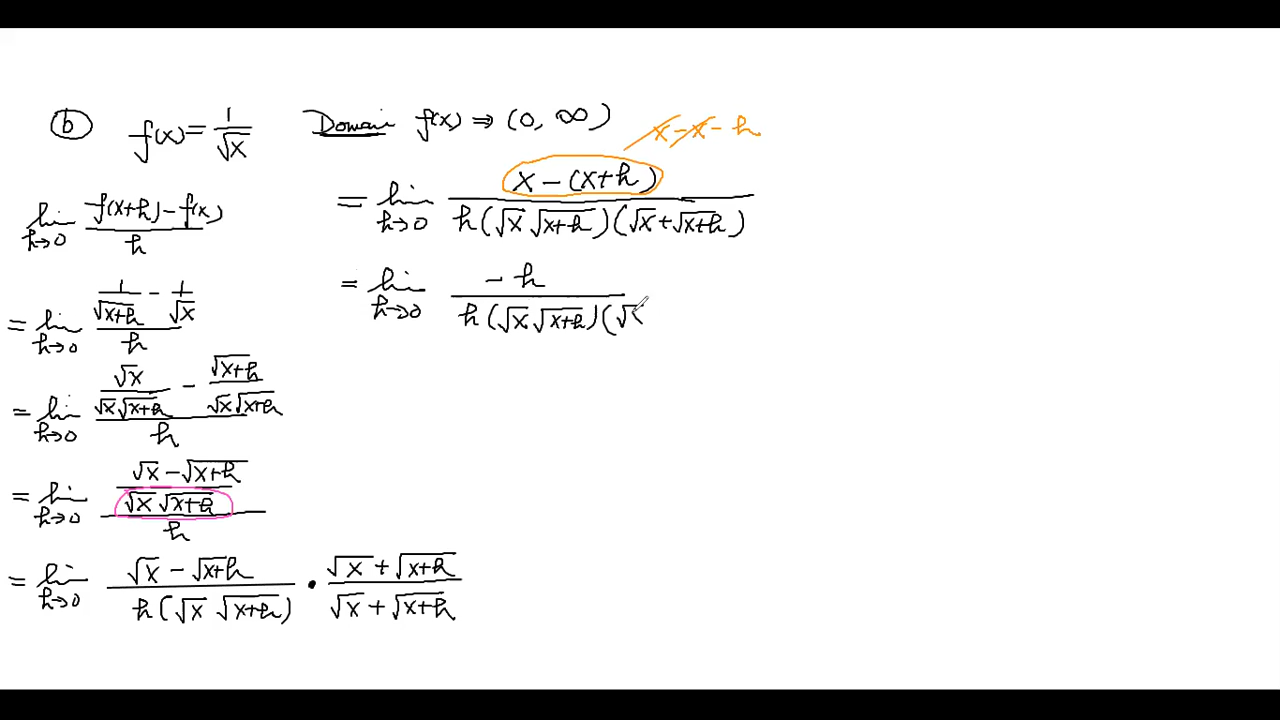 ⓑ f(x) = 1/√x Domain f(x) ⇒ (0, ∞)
lim h→0 (f(x+h) − f(x))/h
= lim h→0 (1/√(x+h) − 1/√x)/h
= lim h→0 (√x/(√x √(x+h)) − √(x+h)/(√x √(x+h)))/h
= lim h→0 ((√x − √(x+h))/(√x √(x+h)))/h
= lim h→0 (√x − √(x+h))/(h(√x √(x+h))) • (√x + √(x+h))/(√x + √(x+h))
x − x − h
= lim h→0 (x − (x+h))/(h(√x √(x+h))(√x + √(x+h)))
= lim h→0 −h/(h(√x √(x+h))(√x